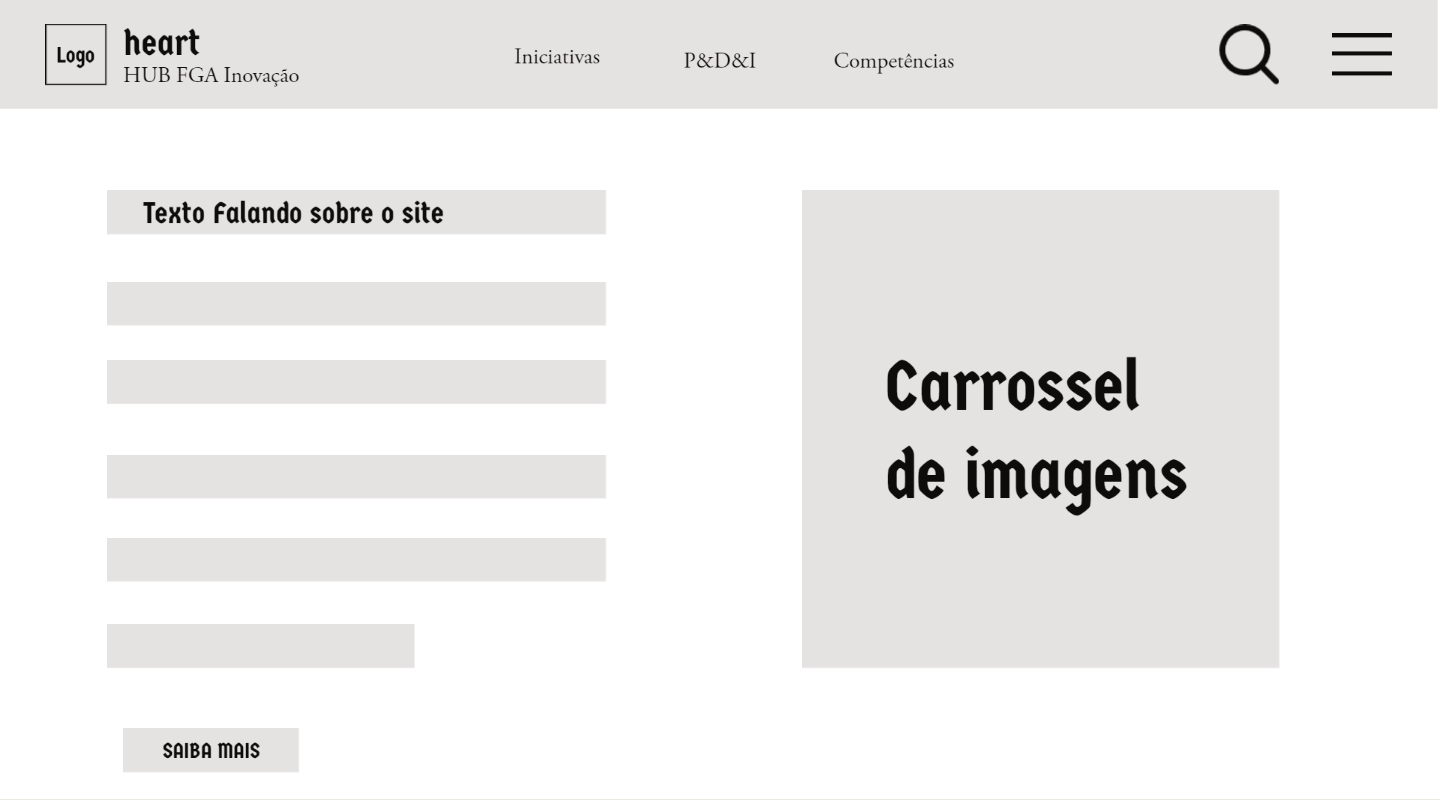 Logo
heart
HUB FGA Inovação
Iniciativas
P&D&I
Competências
Texto Falando sobre o site
Carrossel
de imagens
SAIBA MAIS